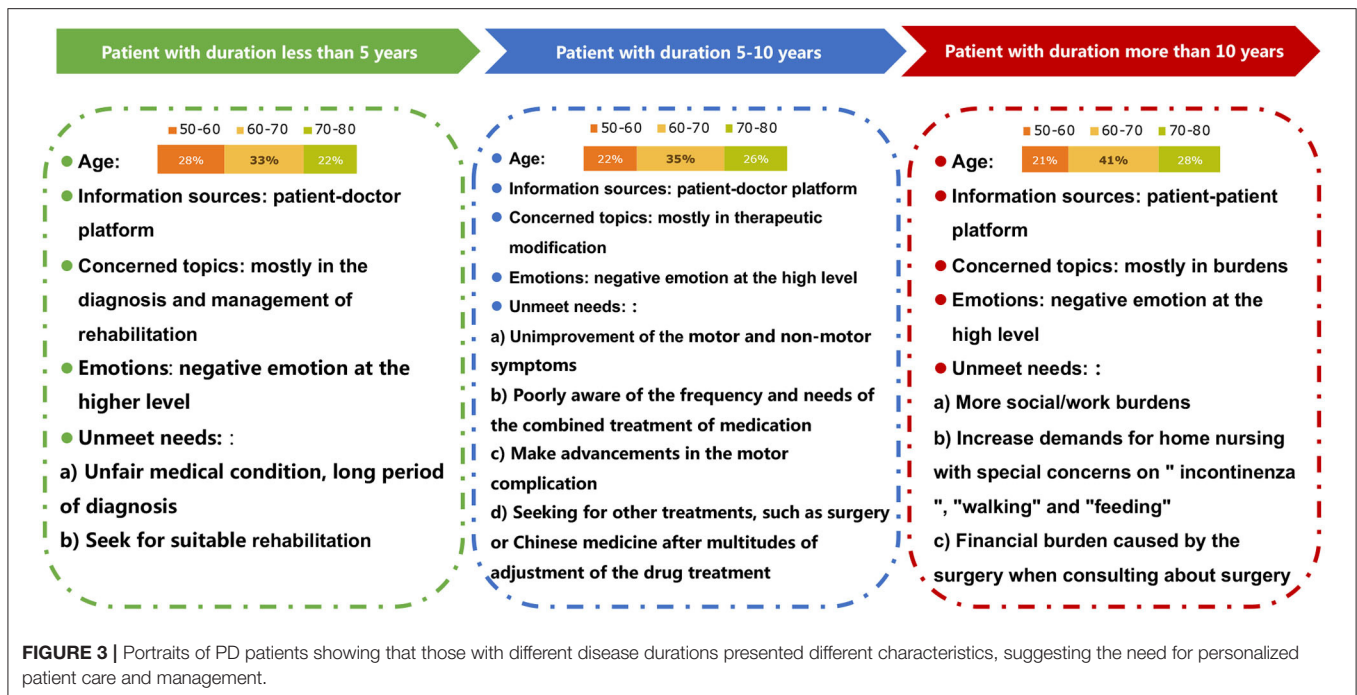 Patient with duration less than 5 years
Patient with duration 5-10 years
Patient with duration more than 10 years
50-60 60-70 70-80
Age: 28% 33% 22%
Information sources: patient-doctor
platform
Concerned topics: mostly in the
diagnosis and management of
rehabilitation
Emotions: negative emotion at the
higher level
Unmeet needs: :
a) Unfair medical condition, long period
of diagnosis
b) Seek for suitable rehabilitation
50-60 60-70 70-80
Age: 22% 35% 26%
Information sources: patient-doctor platform
Concerned topics: mostly in therapeutic
modification
Emotions: negative emotion at the high level
Unmeet needs: :
a) Unimprovement of the motor and non-motor
symptoms
b) Poorly aware of the frequency and needs of
the combined treatment of medication
c) Make advancements in the motor
complication
d) Seeking for other treatments, such as surgery
or Chinese medicine after multitudes of
adjustment of the drug treatment
50-60 60-70 70-80
Age: 21% 41% 28%
Information sources: patient-patient
platform
Concerned topics: mostly in burdens
Emotions: negative emotion at the
high level
Unmeet needs: :
a) More social/work burdens
b) Increase demands for home nursing
with special concerns on " incontinenza
", "walking" and "feeding"
c) Financial burden caused by the
surgery when consulting about surgery
FIGURE 3 | Portraits of PD patients showing that those with different disease durations presented different characteristics, suggesting the need for personalized
patient care and management.